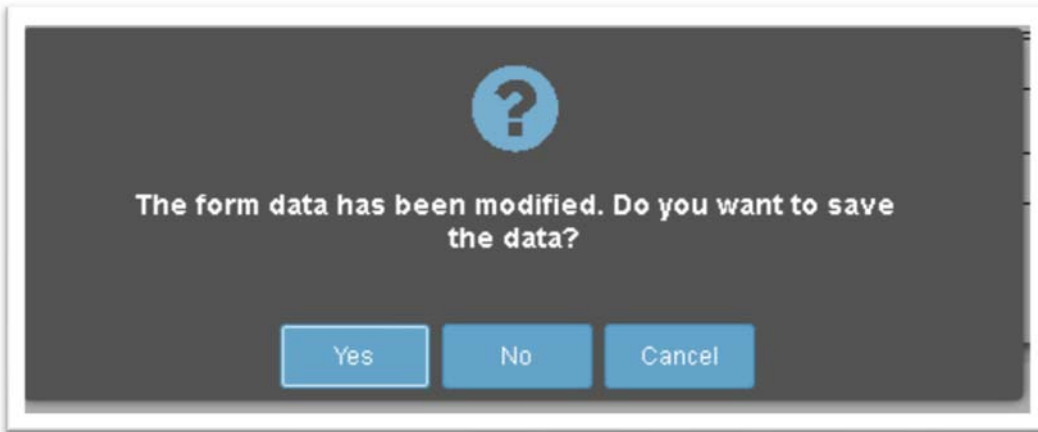 The form data has been modified. Do you want to save
the data?
Yes No Cancel